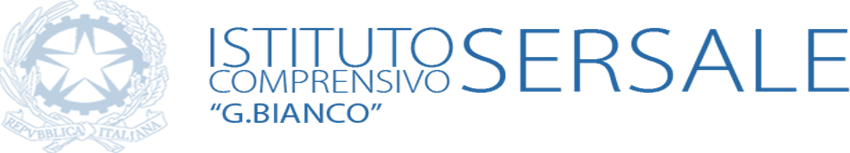 REPVBBLICA ITALIANA
ISTITUTO
COMPRENSIVO
SERSALE
"G.BIANCO"